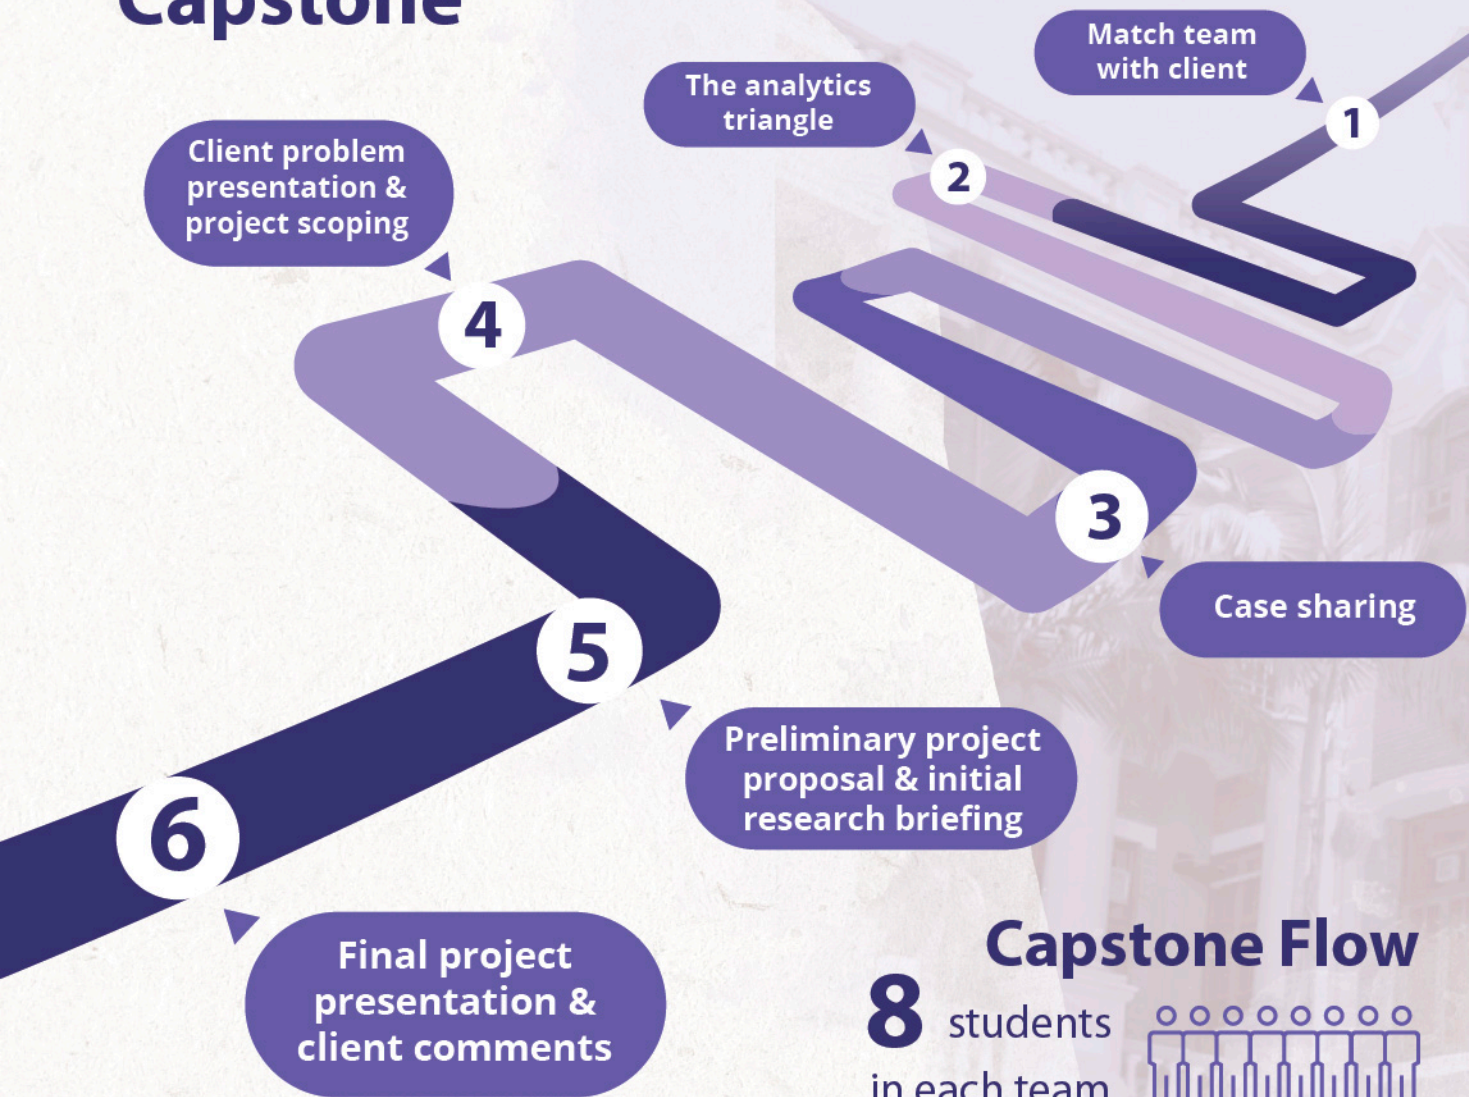 Capstone
1
Match team
with client
2
The analytics
triangle
3
Case sharing
4
Client problem
presentation &
project scoping
5
Preliminary project
proposal & initial
research briefing
6
Final project
presentation &
client comments
Capstone Flow
8 students
in each team